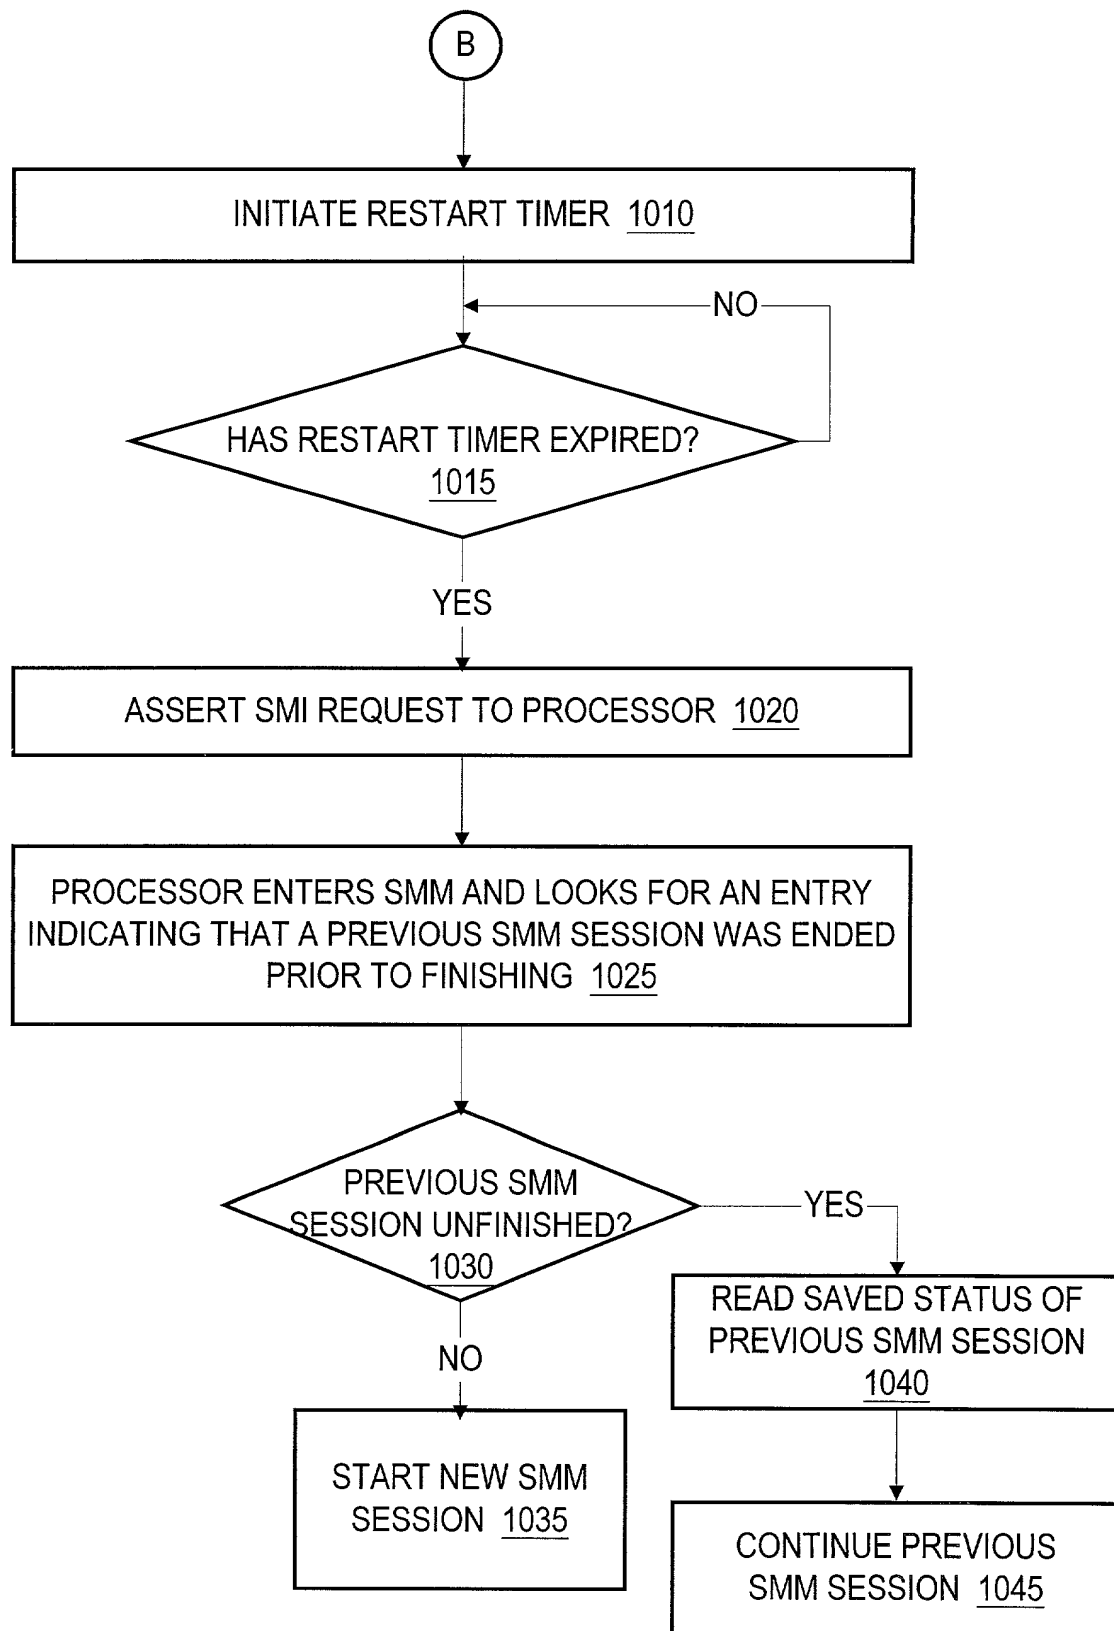 B
INITIATE RESTART TIMER 1010
NO
HAS RESTART TIMER EXPIRED?
1015
YES
ASSERT SMI REQUEST TO PROCESSOR 1020
PROCESSOR ENTERS SMM AND LOOKS FOR AN ENTRY
INDICATING THAT A PREVIOUS SMM SESSION WAS ENDED
PRIOR TO FINISHING 1025
PREVIOUS SMM
SESSION UNFINISHED?
1030
YES
NO
READ SAVED STATUS OF
PREVIOUS SMM SESSION
1040
START NEW SMM
SESSION 1035
CONTINUE PREVIOUS
SMM SESSION 1045